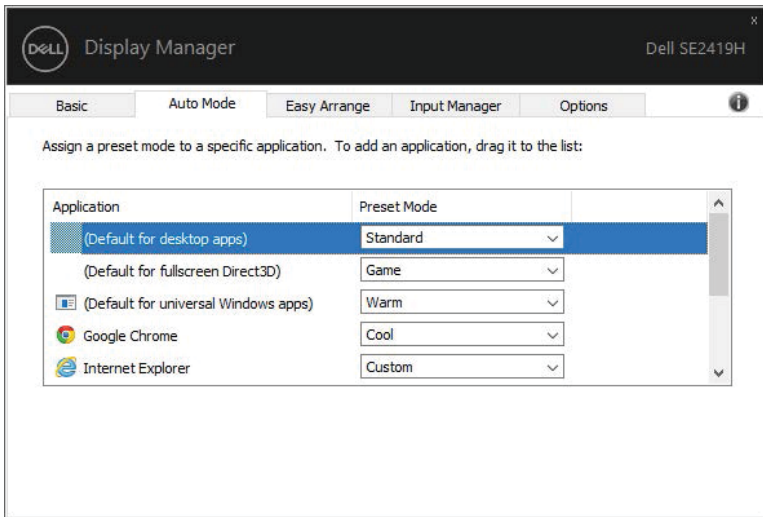 x
DELL Display Manager Dell SE2419H
Basic Auto Mode Easy Arrange Input Manager Options i
Assign a preset mode to a specific application. To add an application, drag it to the list:
Application Preset Mode
(Default for desktop apps) Standard
(Default for fullscreen Direct3D) Game
(Default for universal Windows apps) Warm
Google Chrome Cool
Internet Explorer Custom